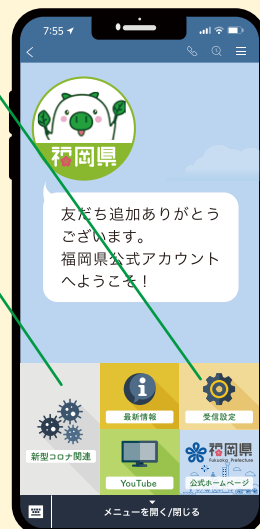 7:55
福岡県
友だち追加ありがとう
ございます。
福岡県公式アカウント
へようこそ！
新型コロナ関連
最新情報
受信設定
YouTube
福岡県
Fukuoka Prefecture
公式ホームページ
メニューを開く/閉じる